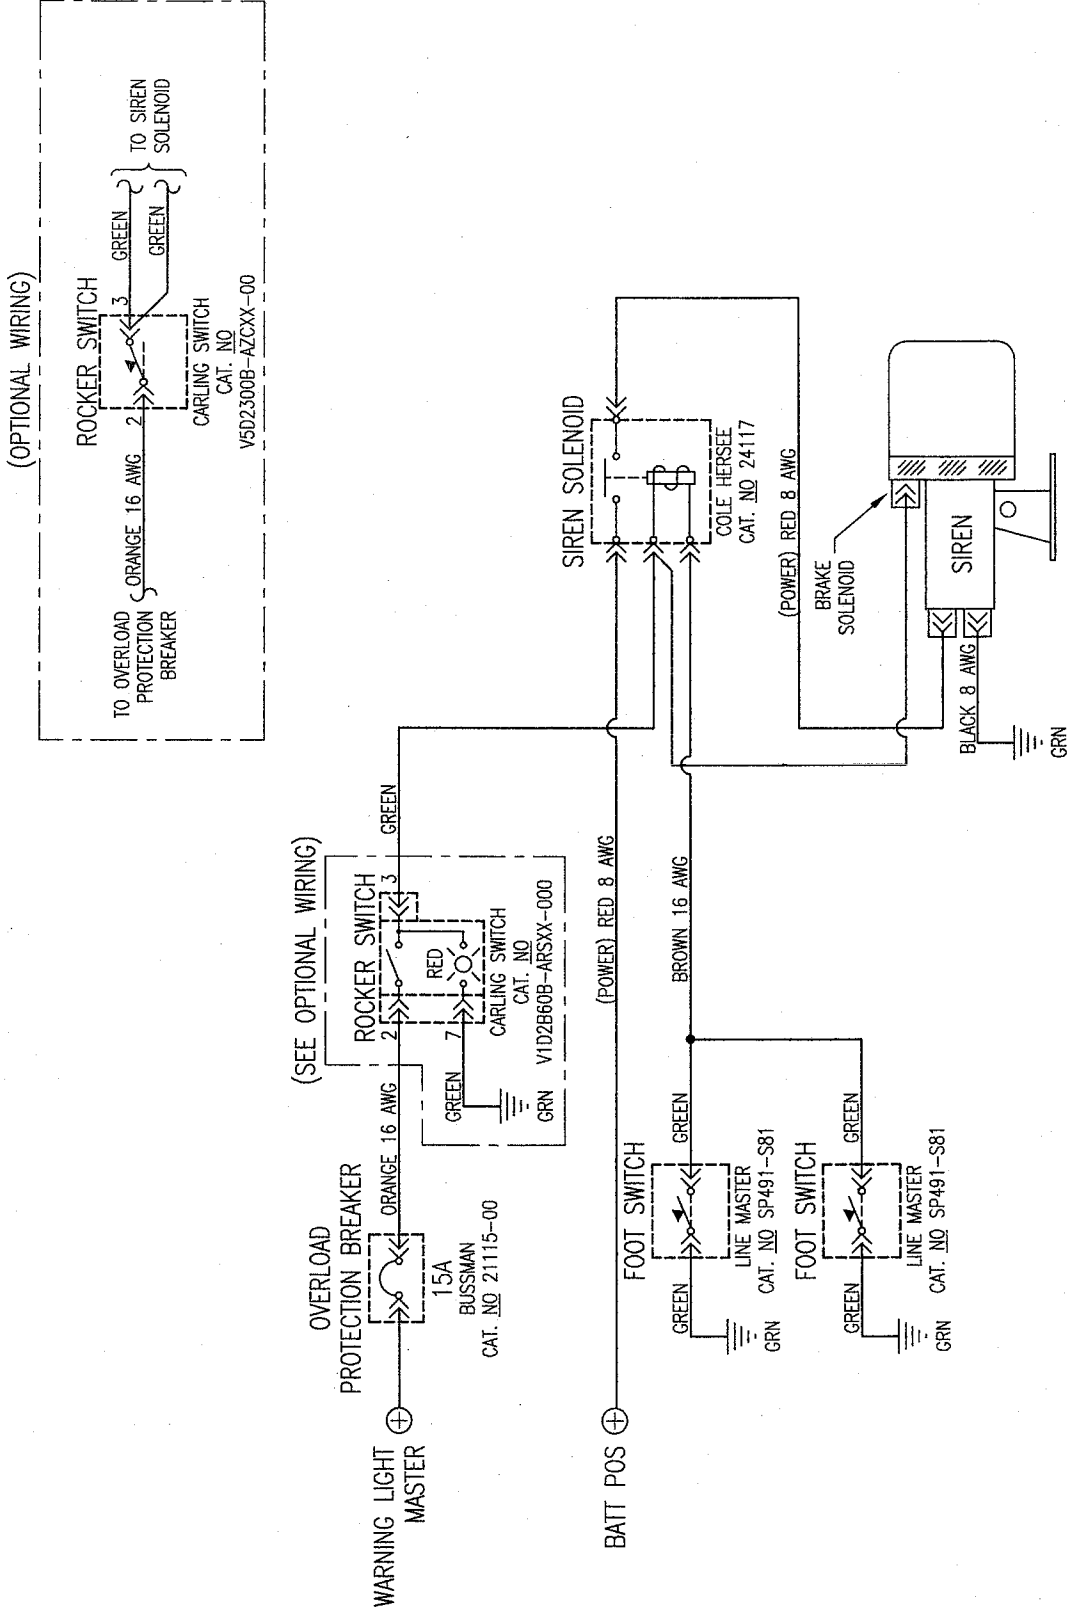 (OPTIONAL WIRING)
ROCKER SWITCH
2
3
ORANGE 16 AWG
GREEN
GREEN
TO OVERLOAD
PROTECTION
BREAKER
TO SIREN
SOLENOID
CARLING SWITCH
CAT. NO
V5D2300B-AZCXX-00
(SEE OPTIONAL WIRING)
WARNING LIGHT
MASTER
OVERLOAD
PROTECTION BREAKER
15A
BUSSMAN
CAT. NO 21115-00
ORANGE 16 AWG
ROCKER SWITCH
2
3
7
RED
GREEN
GRN
CARLING SWITCH
CAT. NO
V1D2B60B-ARSXX-000
GREEN
BATT POS
(POWER) RED 8 AWG
SIREN SOLENOID
COLE HERSEE
CAT. NO 24117
BROWN 16 AWG
FOOT SWITCH
GREEN
GREEN
GRN
LINE MASTER
CAT. NO SP491-S81
FOOT SWITCH
GREEN
GREEN
GRN
LINE MASTER
CAT. NO SP491-S81
(POWER) RED 8 AWG
BRAKE
SOLENOID
SIREN
BLACK 8 AWG
GRN